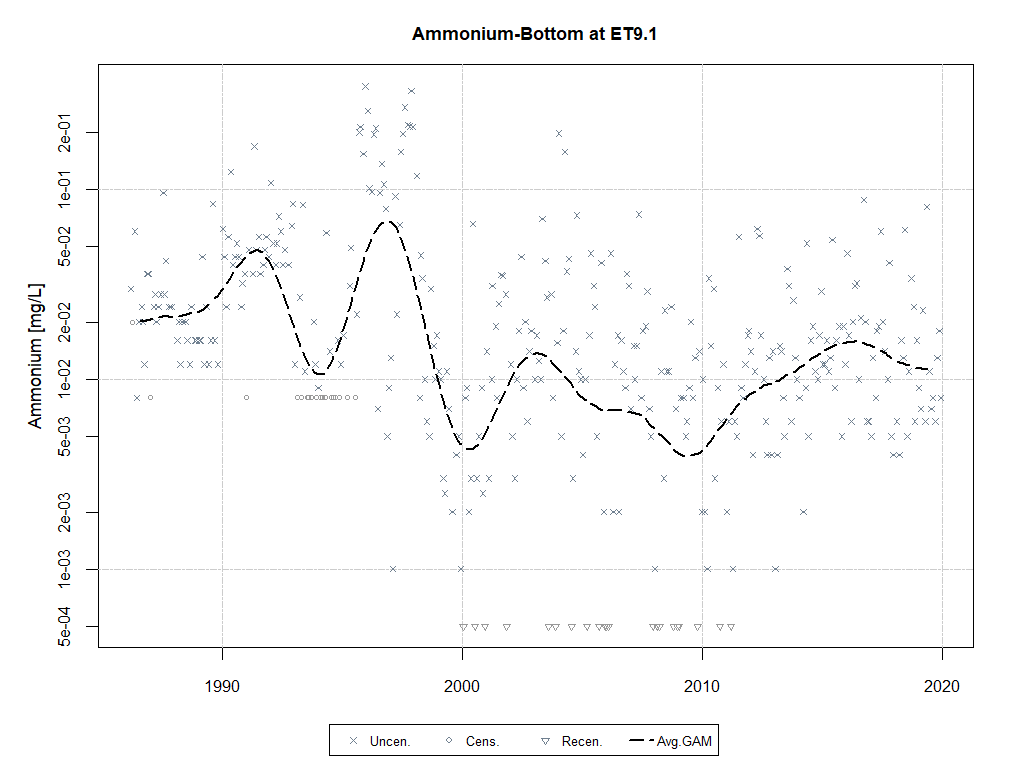 Ammonium-Bottom at ET9.1
Ammonium [mg/L]
2e-01
1e-01
5e-02
2e-02
1e-02
5e-03
2e-03
1e-03
5e-04
1990 2000 2010 2020
Uncen. Cens. Recen. Avg.GAM